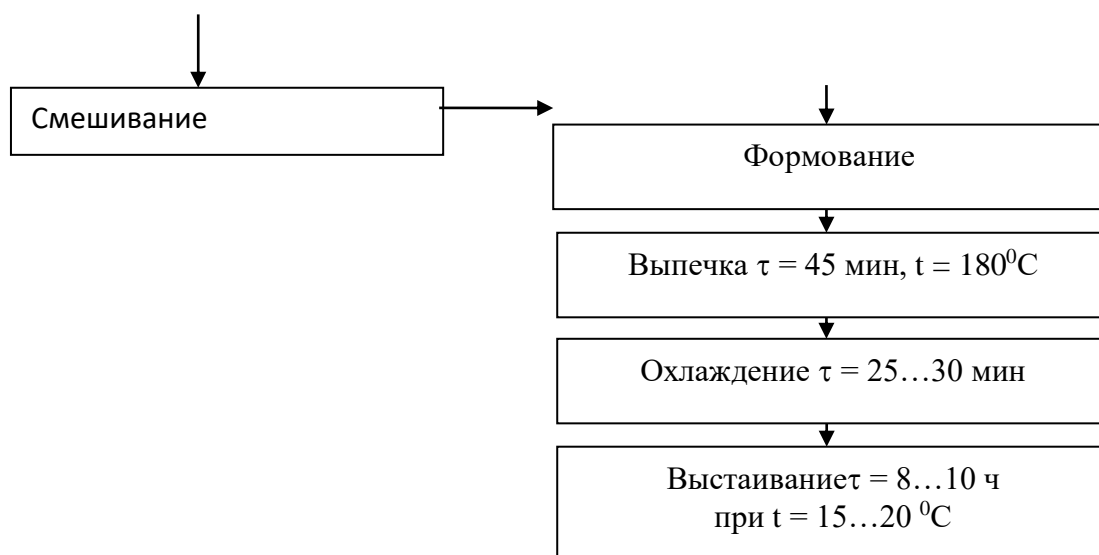 Смешивание
Формование
Выпечка τ = 45 мин, t = 180⁰С
Охлаждение τ = 25…30 мин
Выстаиваниеτ = 8…10 ч
при t = 15…20 ⁰С